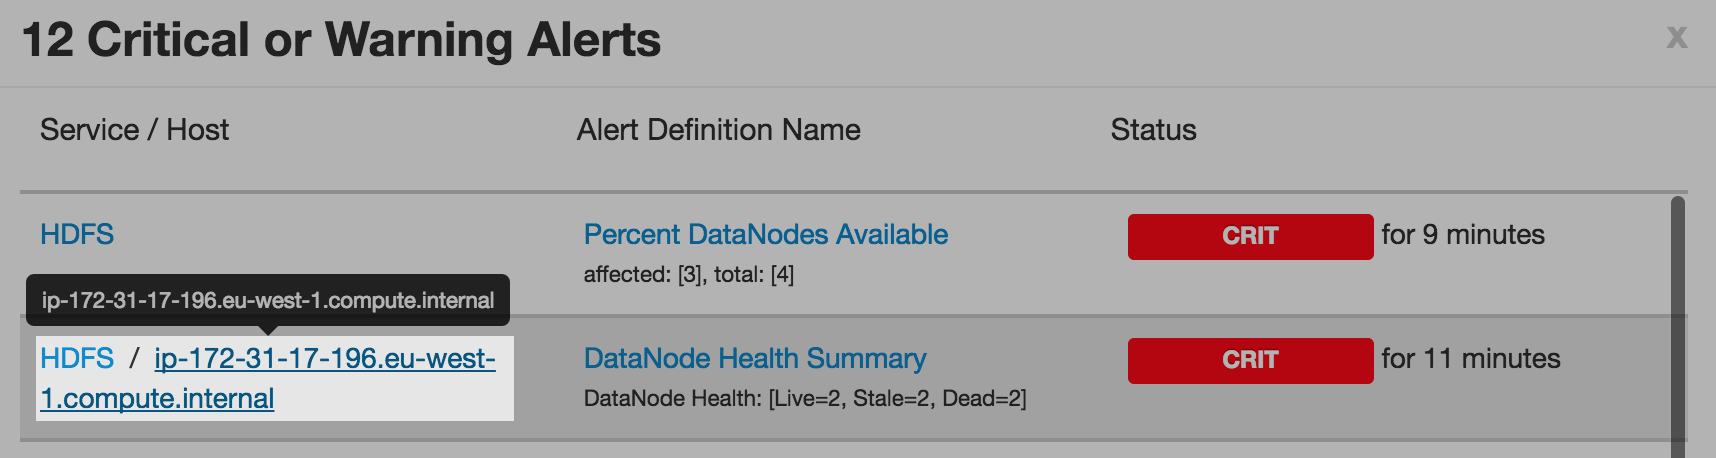 12 Critical or Warning Alerts
x
Service / Host Alert Definition Name Status
HDFS Percent DataNodes Available CRIT for 9 minutes
affected: [3], total: [4]
ip-172-31-17-196.eu-west-1.compute.internal
HDFS / ip-172-31-17-196.eu-west- DataNode Health Summary CRIT for 11 minutes
1.compute.internal DataNode Health: [Live=2, Stale=2, Dead=2]